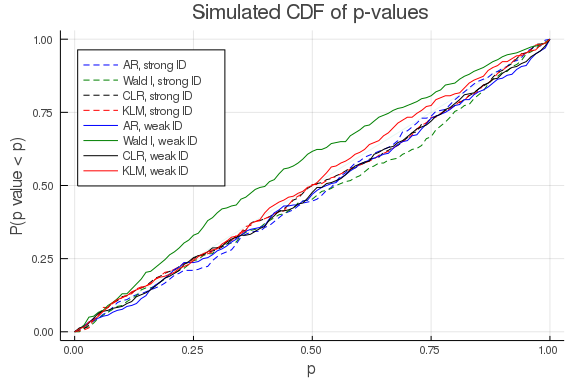 Simulated CDF of p-values
P(p value < p)
1.00
0.75
0.50
0.25
0.00
AR, strong ID
Wald I, strong ID
CLR, strong ID
KLM, strong ID
AR, weak ID
Wald I, weak ID
CLR, weak ID
KLM, weak ID
0.00 0.25 0.50 0.75 1.00
p